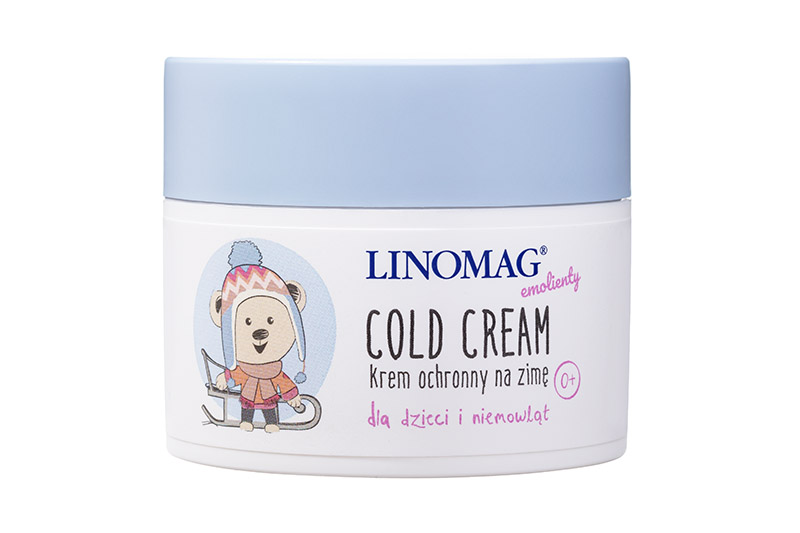 LINOMAG®
emolienty
COLD CREAM
Krem ochronny na zimę
0+
dla dzieci i niemowląt